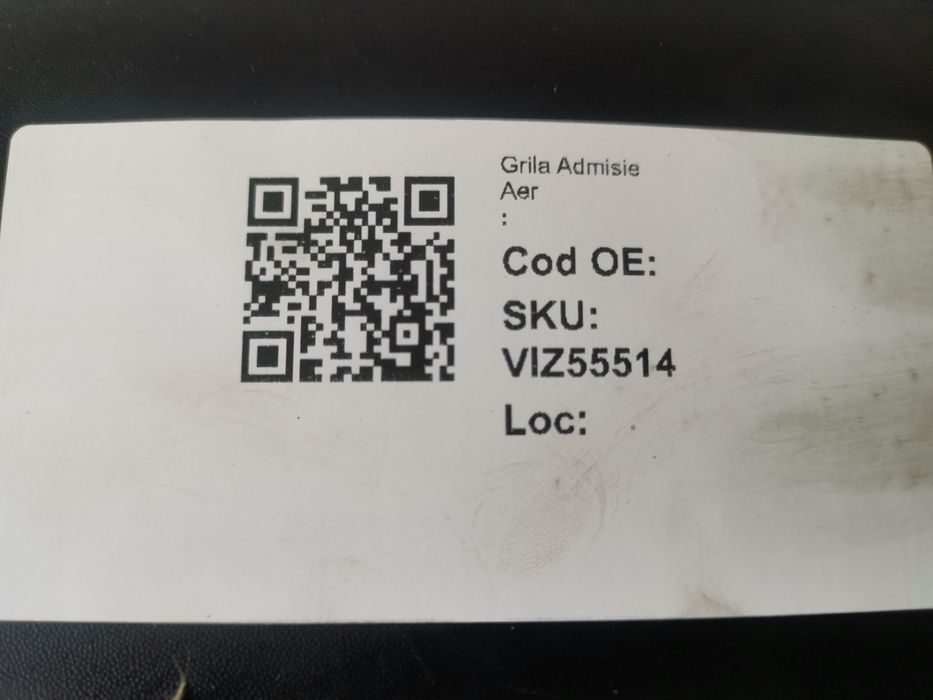 Grila Admisie
Aer
:
Cod OE:
SKU:
VIZ55514
Loc: